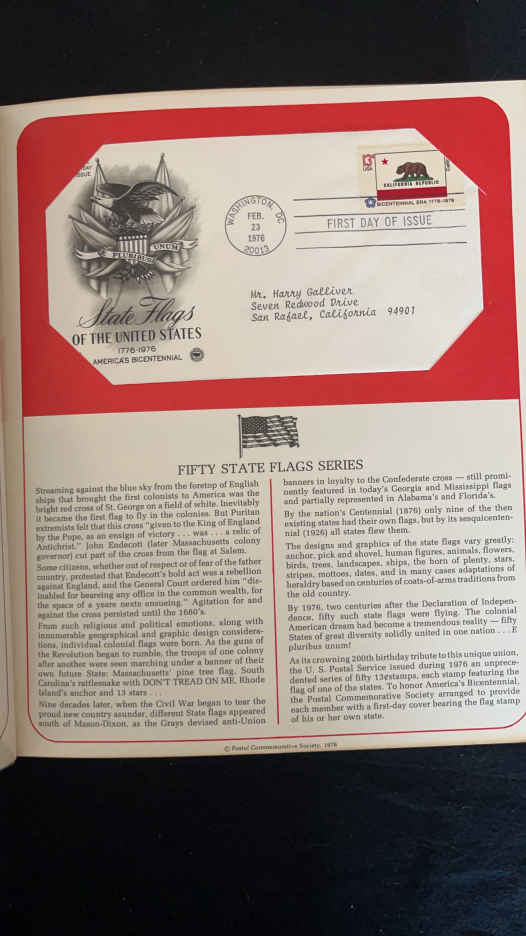 DAY
ISSUE
E PLURIBUS UNUM
State Flags
OF THE UNITED STATES
1776-1976
AMERICA'S BICENTENNIAL
WASHINGTON, DC
FEB.
23
1976
20013
13c
USA
CALIFORNIA REPUBLIC
BICENTENNIAL ERA 1776-1976
FIRST DAY OF ISSUE
Mr. Harry Galliver
Seven Redwood Drive
San Rafael, California 94901
FIFTY STATE FLAGS SERIES
Streaming against the blue sky from the foretop of English
ships that brought the first colonists to America was the
bright red cross of St. George on a field of white. Inevitably
it became the first flag to fly in the colonies. But Puritan
extremists felt that this cross "given to the King of England
by the Pope, as an ensign of victory . . . was . . . a relic of
Antichrist." John Endecott (later Massachusetts colony
governor) cut part of the cross from the flag at Salem.
Some citizens, whether out of respect or of fear of the father
country, protested that Endecott's bold act was a rebellion
against England, and the General Court ordered him "dis-
inabled for beareing any office in the common wealth, for
the space of a yeare nexte ensueing." Agitation for and
against the cross persisted until the 1680's.
From such religious and political emotions, along with
innumerable geographical and graphic design considera-
tions, individual colonial flags were born. As the guns of
the Revolution began to rumble, the troops of one colony
after another were seen marching under a banner of their
own future State: Massachusetts' pine tree flag, South
Carolina's rattlesnake with DON'T TREAD ON ME, Rhode
Island's anchor and 13 stars . . .
Nine decades later, when the Civil War began to tear the
proud new country asunder, different State flags appeared
south of Mason-Dixon, as the Grays devised anti-Union
banners in loyalty to the Confederate cross — still promi-
nently featured in today's Georgia and Mississippi flags
and partially represented in Alabama's and Florida's.
By the nation's Centennial (1876) only nine of the then
existing states had their own flags, but by its sesquicenten-
nial (1926) all states flew them.
The designs and graphics of the state flags vary greatly:
anchor, pick and shovel, human figures, animals, flowers,
birds, trees, landscapes, ships, the horn of plenty, stars,
stripes, mottoes, dates, and in many cases adaptations of
heraldry based on centuries of coats-of-arms traditions from
the old country.
By 1976, two centuries after the Declaration of Indepen-
dence, fifty such state flags were flying. The colonial
American dream had become a tremendous reality — fifty
States of great diversity solidly united in one nation . . . E
pluribus unum!
As its crowning 200th birthday tribute to this unique union,
the U. S. Postal Service issued during 1976 an unprece-
dented series of fifty 13¢ stamps, each stamp featuring the
flag of one of the states. To honor America's Bicentennial,
the Postal Commemorative Society arranged to provide
each member with a first-day cover bearing the flag stamp
of his or her own state.
© Postal Commemorative Society, 1976